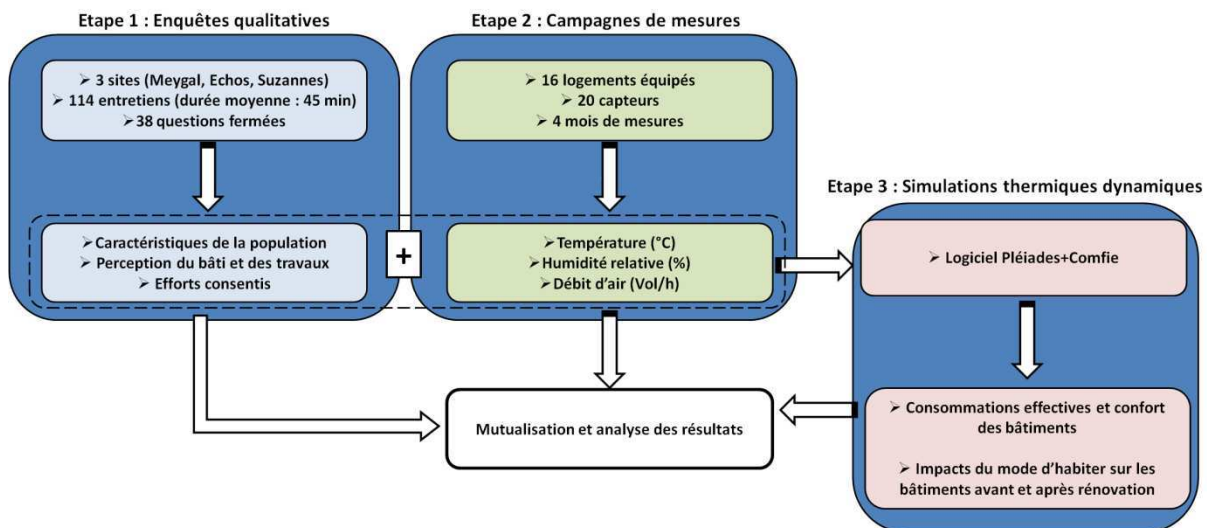 Etape 1 : Enquêtes qualitatives
➢ 3 sites (Meygal, Echos, Suzannes)
➢ 114 entretiens (durée moyenne : 45 min)
➢ 38 questions fermées
➢ Caractéristiques de la population
➢ Perception du bâti et des travaux
➢ Efforts consentis
+
Etape 2 : Campagnes de mesures
➢ 16 logements équipés
➢ 20 capteurs
➢ 4 mois de mesures
➢ Température (°C)
➢ Humidité relative (%)
➢ Débit d'air (Vol/h)
Etape 3 : Simulations thermiques dynamiques
➢ Logiciel Pléiades+Comfie
➢ Consommations effectives et confort
des bâtiments
➢ Impacts du mode d'habiter sur les
bâtiments avant et après rénovation
Mutualisation et analyse des résultats